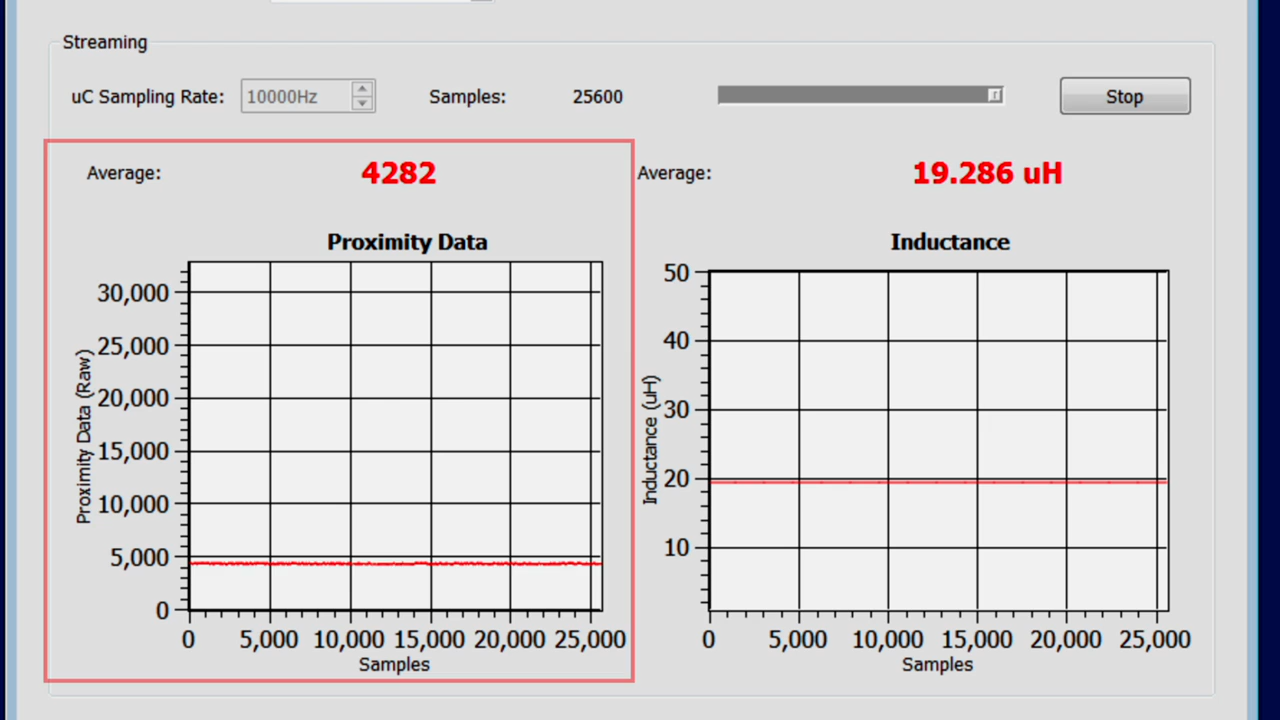 Streaming
uC Sampling Rate: 10000Hz Samples: 25600 Stop
Average: 4282
Proximity Data
Proximity Data (Raw)
30,000
25,000
20,000
15,000
10,000
5,000
0
0 5,000 10,000 15,000 20,000 25,000
Samples
Average: 19.286 uH
Inductance
Inductance (uH)
50
40
30
20
10
0 5,000 10,000 15,000 20,000 25,000
Samples